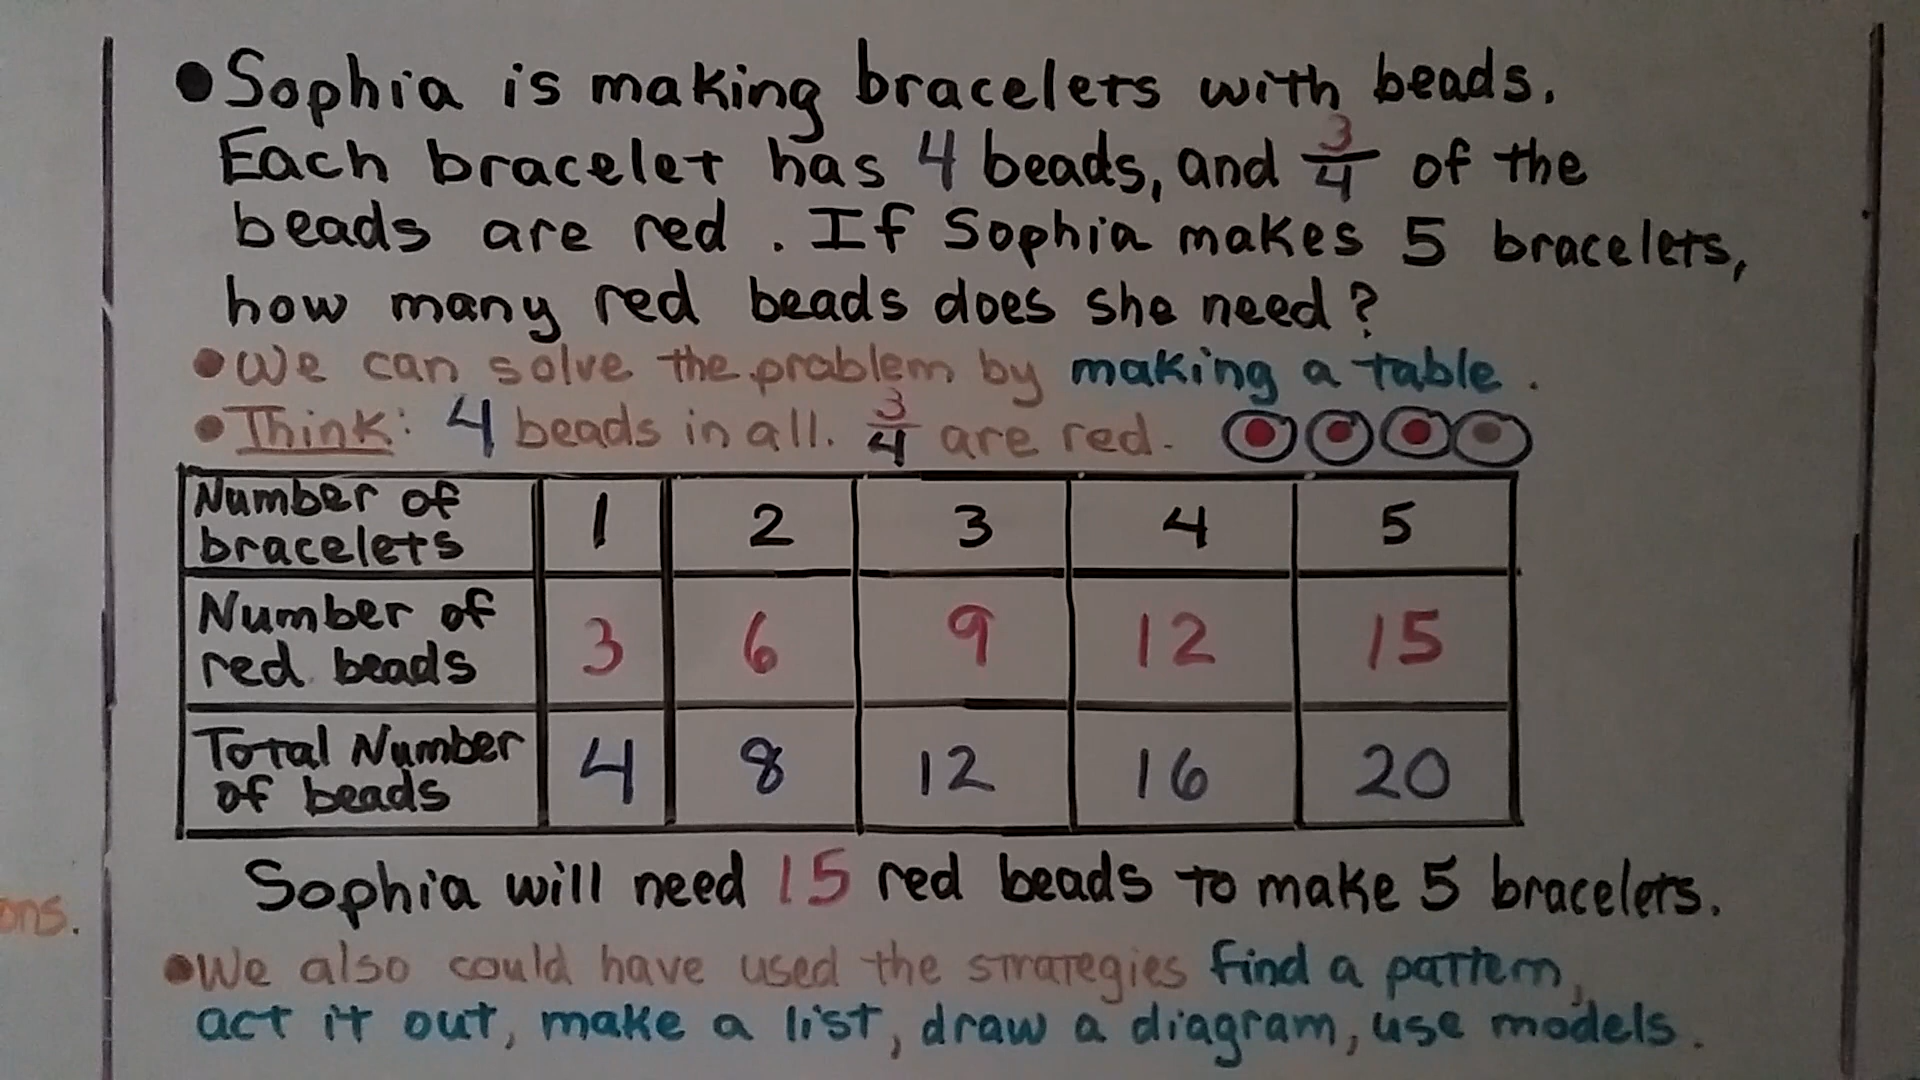 ● Sophia is making bracelets with beads.
Each bracelet has 4 beads, and 3/4 of the
beads are red. If Sophia makes 5 bracelets,
how many red beads does she need?
● We can solve the problem by making a table.
● Think: 4 beads in all. 3/4 are red.
Number of bracelets 1 2 3 4 5
Number of red beads 3 6 9 12 15
Total Number of beads 4 8 12 16 20
Sophia will need 15 red beads to make 5 bracelets.
ons.
● We also could have used the strategies find a pattern,
act it out, make a list, draw a diagram, use models.